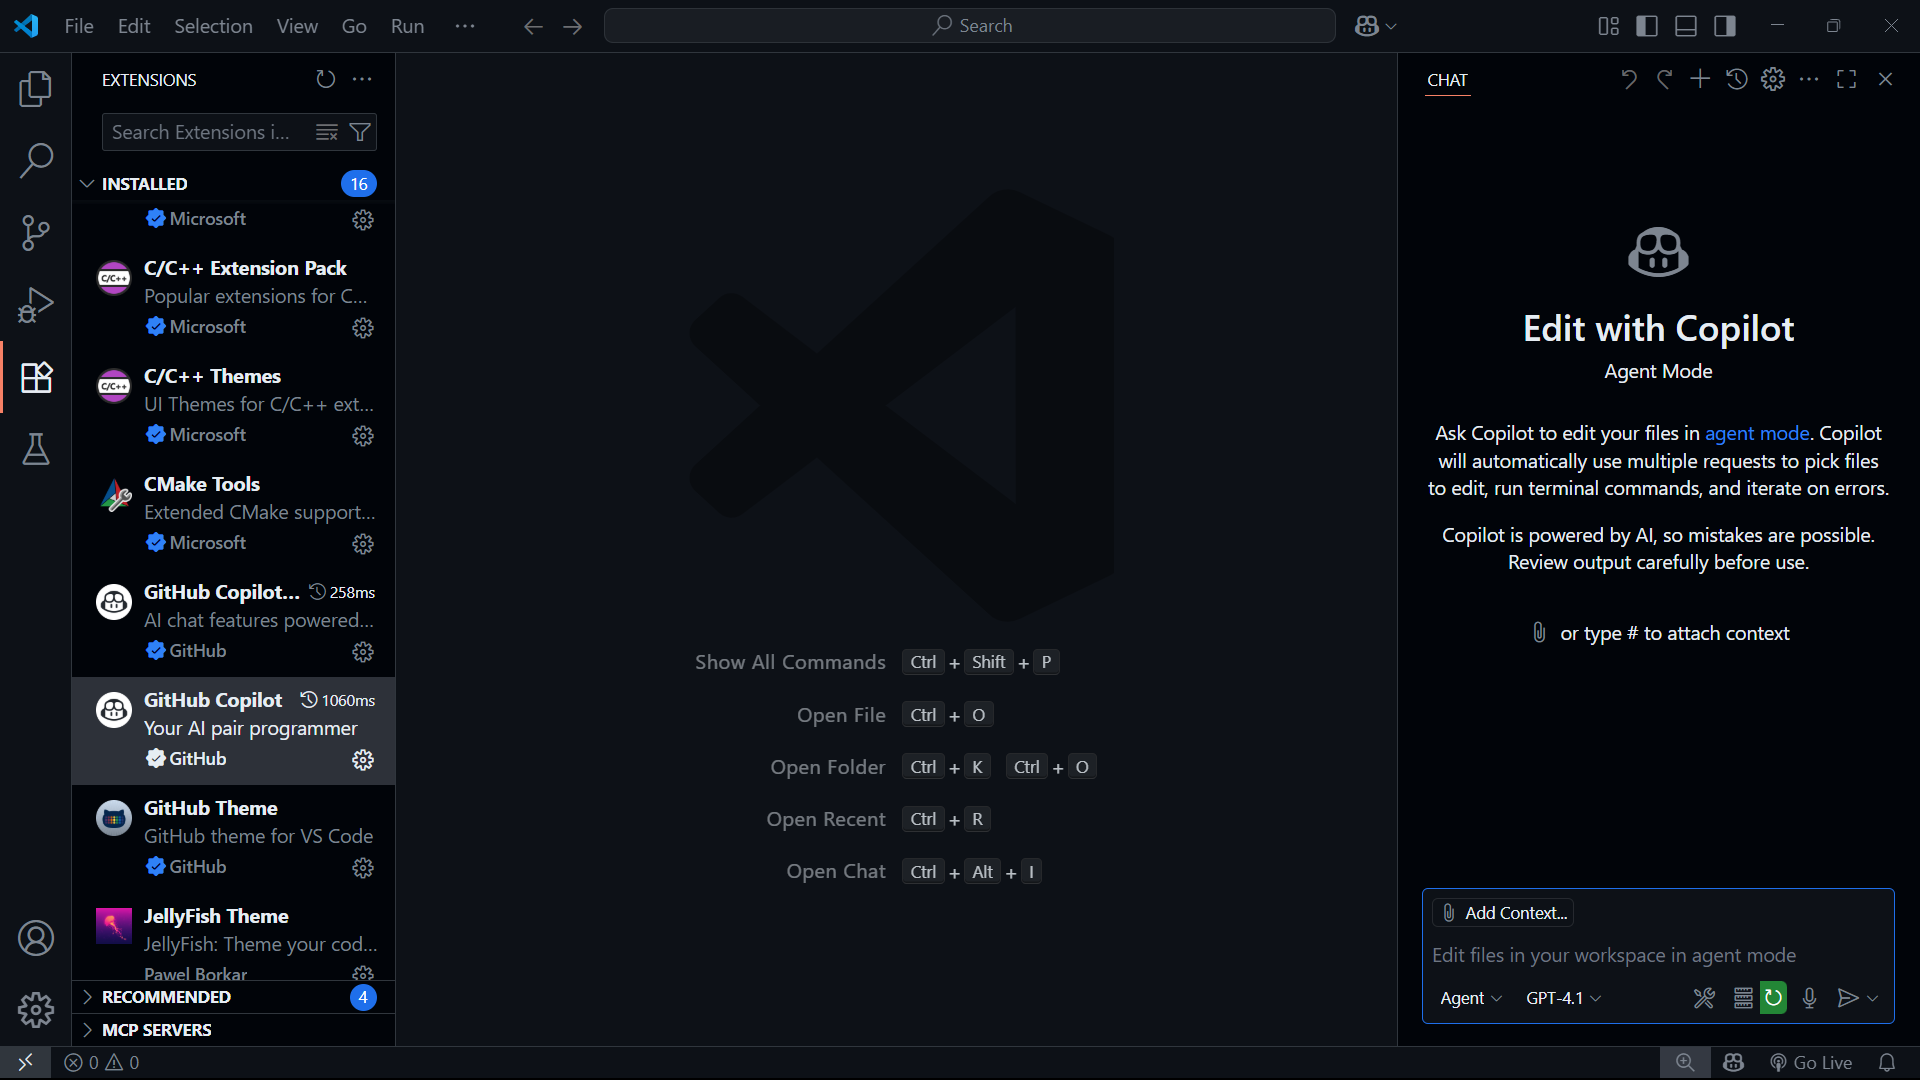 File Edit Selection View Go Run ···
Search
EXTENSIONS
Search Extensions i...
INSTALLED 16
Microsoft
C/C++ Extension Pack
Popular extensions for C...
Microsoft
C/C++ Themes
UI Themes for C/C++ ext...
Microsoft
CMake Tools
Extended CMake support...
Microsoft
GitHub Copilot... 258ms
AI chat features powered...
GitHub
GitHub Copilot 1060ms
Your AI pair programmer
GitHub
GitHub Theme
GitHub theme for VS Code
GitHub
JellyFish Theme
JellyFish: Theme your cod...
Pawel Borkar
RECOMMENDED 4
MCP SERVERS
C/C++
C/C++
Show All Commands Ctrl + Shift + P
Open File Ctrl + O
Open Folder Ctrl + K Ctrl + O
Open Recent Ctrl + R
Open Chat Ctrl + Alt + I
CHAT
Edit with Copilot
Agent Mode
Ask Copilot to edit your files in agent mode. Copilot
will automatically use multiple requests to pick files
to edit, run terminal commands, and iterate on errors.
Copilot is powered by AI, so mistakes are possible.
Review output carefully before use.
or type # to attach context
Add Context...
Edit files in your workspace in agent mode
Agent GPT-4.1
0 0
Go Live